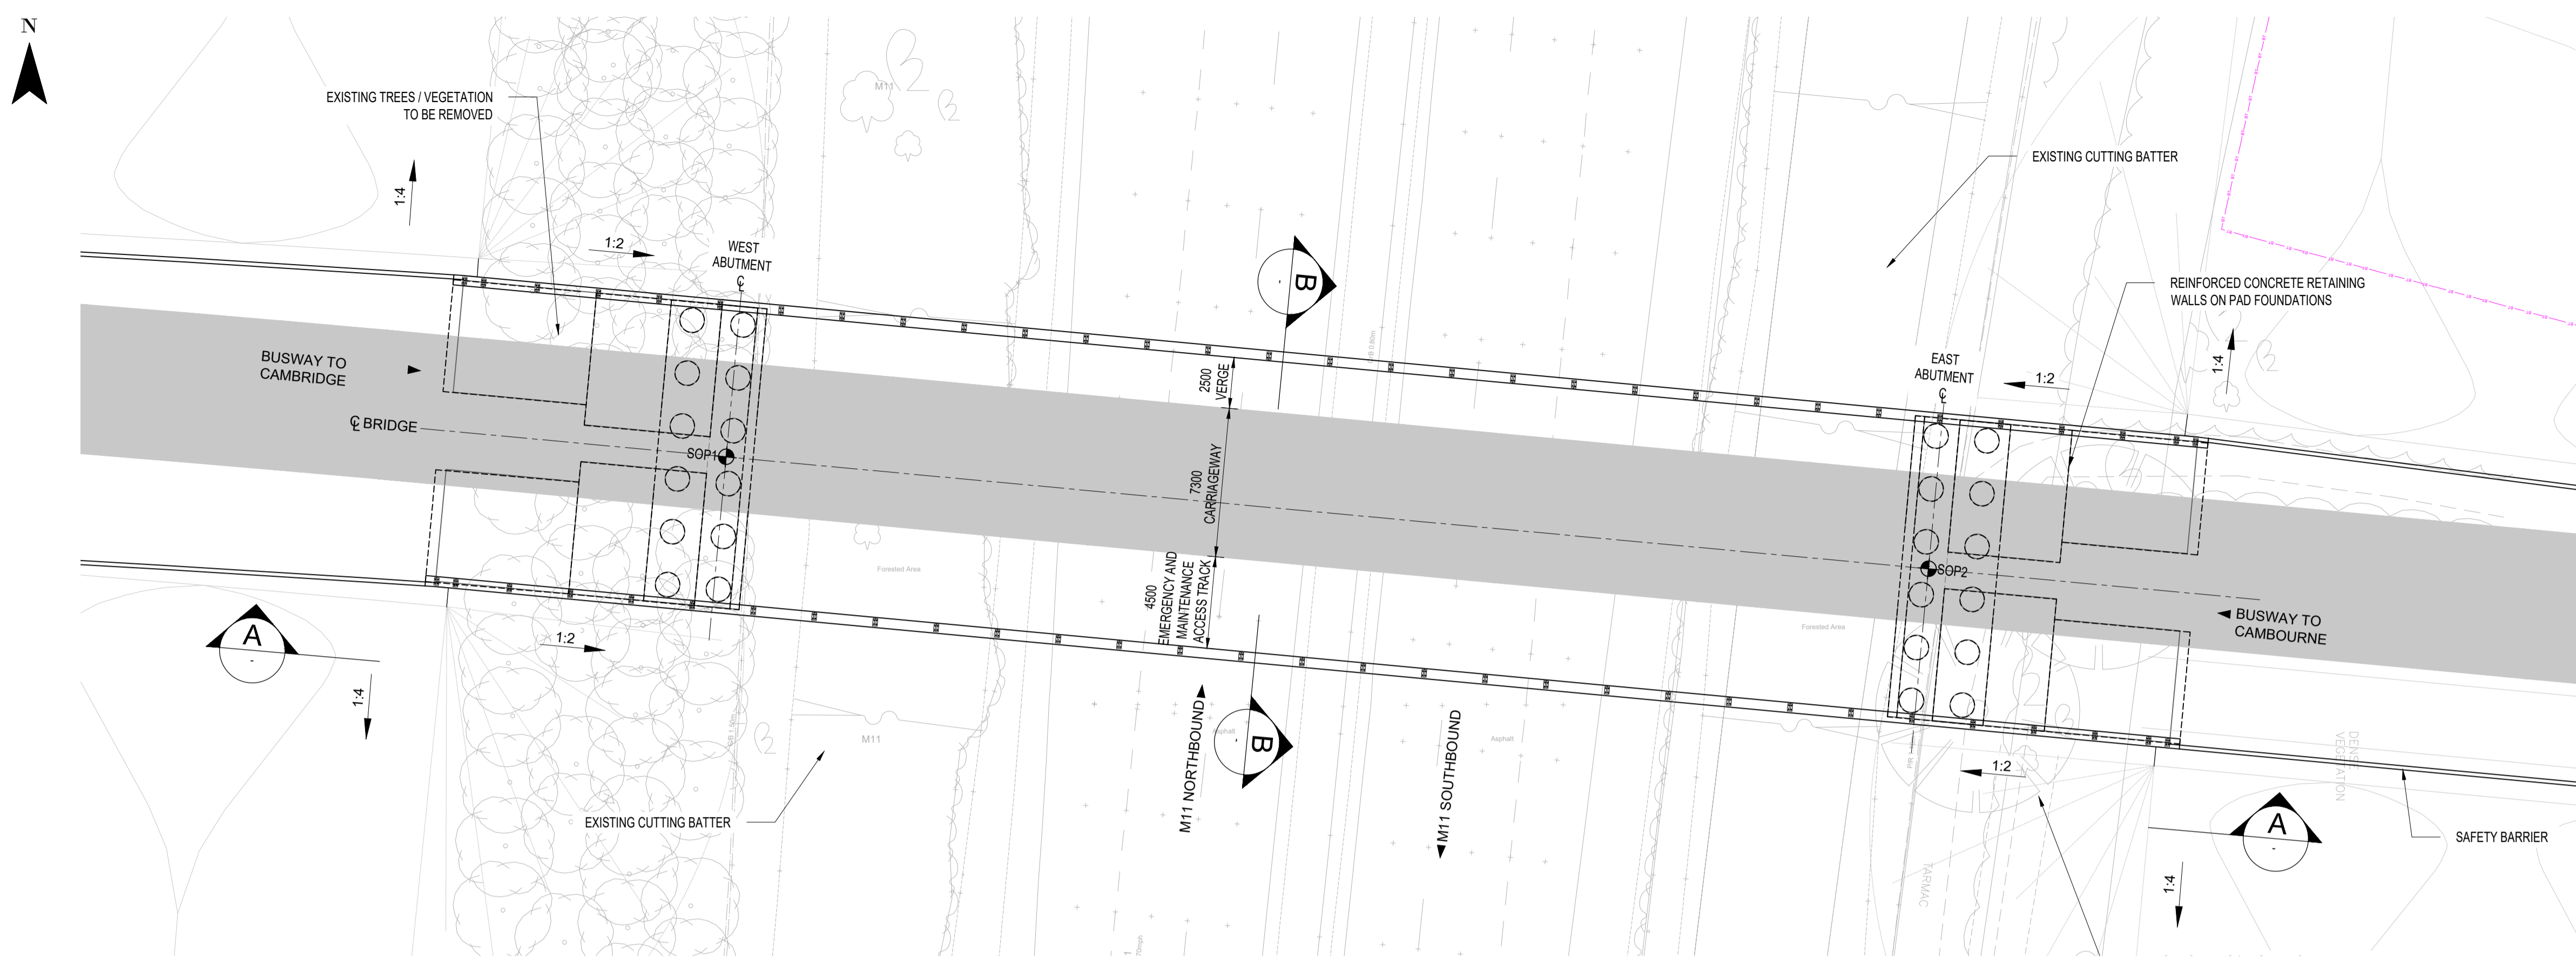 N
EXISTING TREES / VEGETATION
TO BE REMOVED
M11
EXISTING CUTTING BATTER
1:4
1:2
WEST
ABUTMENT
℄
B
-
REINFORCED CONCRETE RETAINING
WALLS ON PAD FOUNDATIONS
BUSWAY TO
CAMBRIDGE
2500
VERGE
EAST
ABUTMENT
℄
1:2
1:4
℄ BRIDGE
SOP1
7300
CARRIAGEWAY
SOP2
4500
EMERGENCY AND
MAINTENANCE
ACCESS TRACK
Forested Area
Forested Area
BUSWAY TO
CAMBOURNE
A
-
1:2
1:4
M11 NORTHBOUND
M11 SOUTHBOUND
Asphalt
Asphalt
B
-
M11
DENSE
VEGETATION
1:2
EXISTING CUTTING BATTER
A
-
SAFETY BARRIER
TARMAC
1:4
70mph